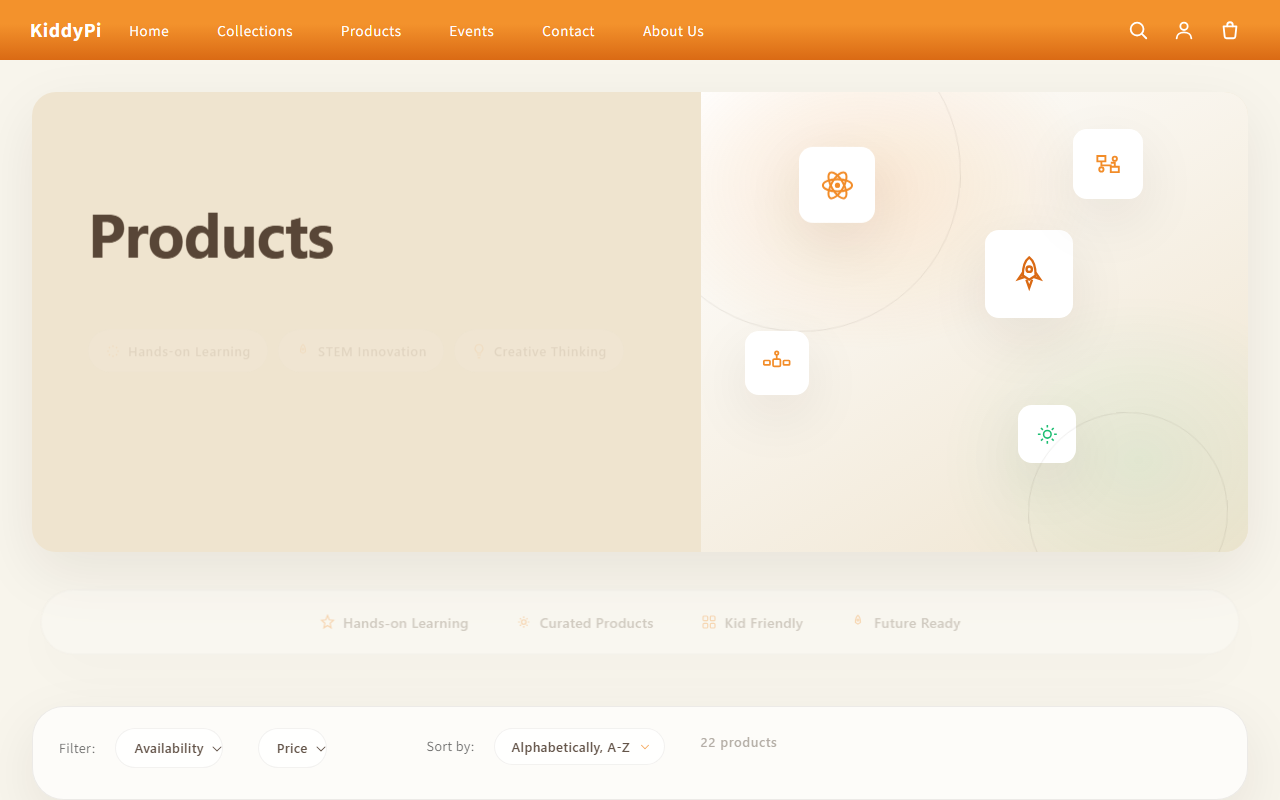 KiddyPi Home Collections Products Events Contact About Us
Products
Hands-on Learning STEM Innovation Creative Thinking
Hands-on Learning Curated Products Kid Friendly Future Ready
Filter: Availability Price Sort by: Alphabetically, A-Z 22 products